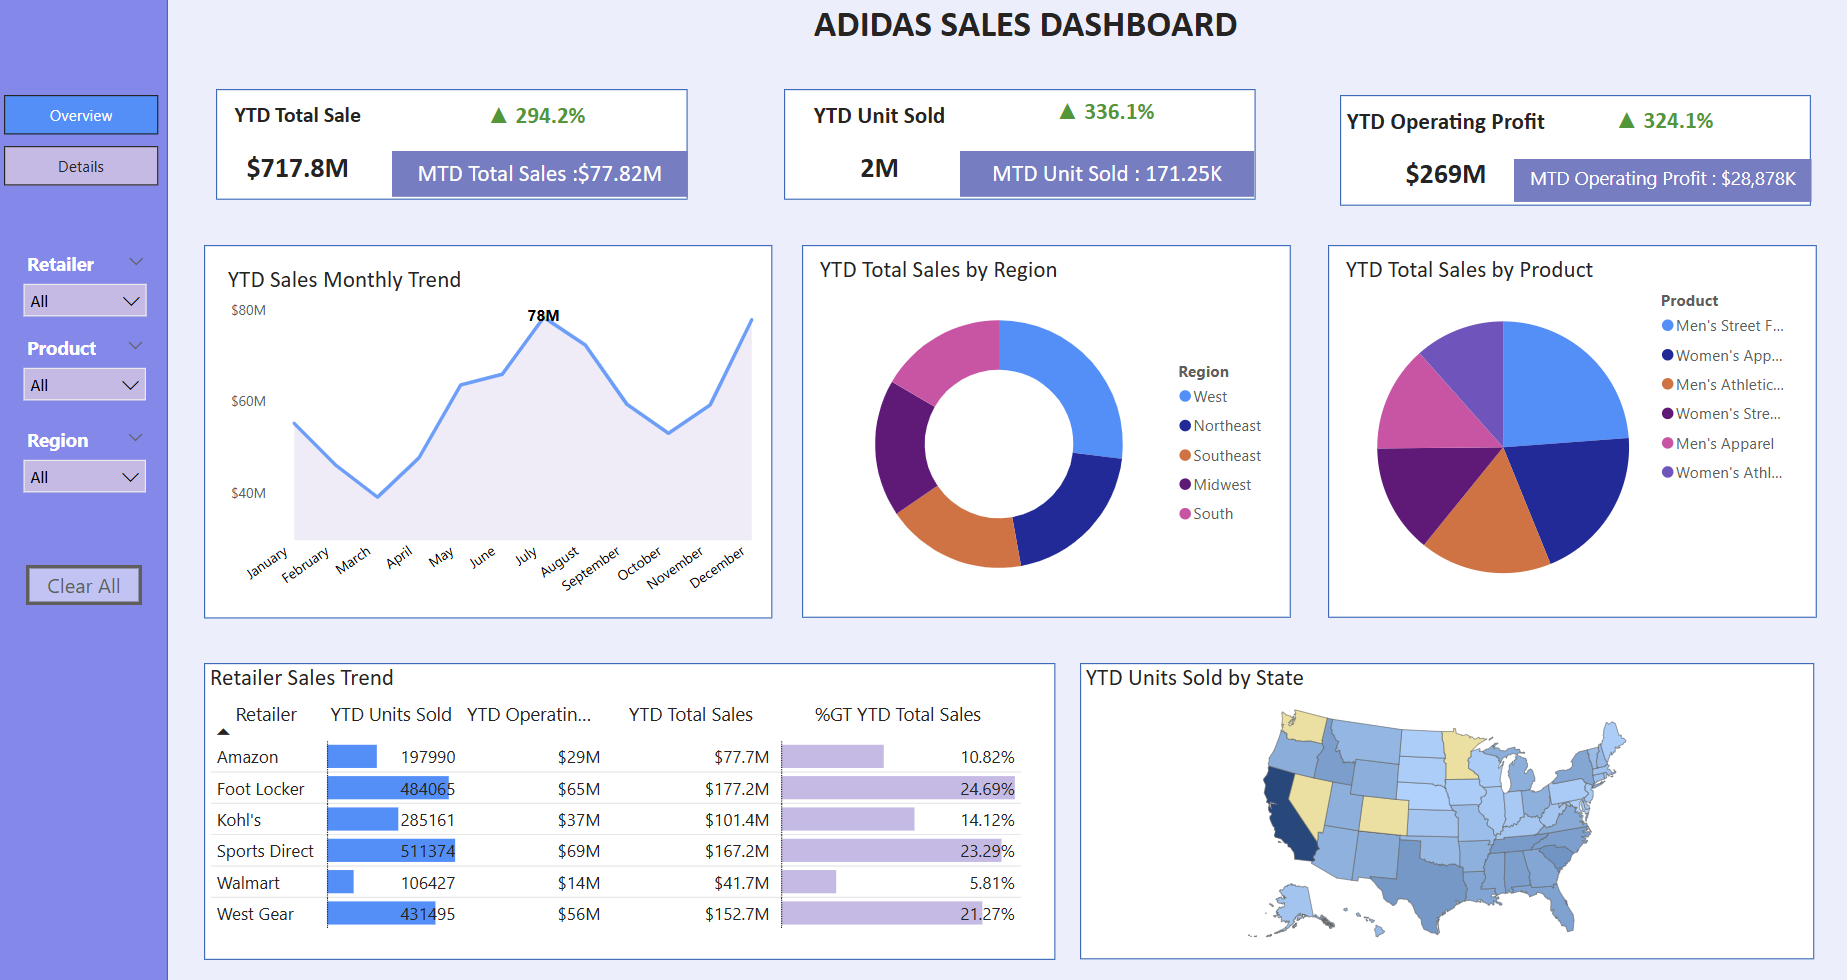 ADIDAS SALES DASHBOARD
Overview
Details
Retailer
All
Product
All
Region
All
Clear All
YTD Total Sale
▲ 294.2%
$717.8M
MTD Total Sales :$77.82M
YTD Unit Sold
▲ 336.1%
2M
MTD Unit Sold : 171.25K
YTD Operating Profit
▲ 324.1%
$269M
MTD Operating Profit : $28,878K
YTD Sales Monthly Trend
$80M
$60M
$40M
78M
January
February
March
April
May
June
July
August
September
October
November
December
YTD Total Sales by Region
Region
West
Northeast
Southeast
Midwest
South
YTD Total Sales by Product
Product
Men's Street F...
Women's App...
Men's Athletic...
Women's Stre...
Men's Apparel
Women's Athl...
Retailer Sales Trend
Retailer YTD Units Sold YTD Operatin... YTD Total Sales %GT YTD Total Sales
Amazon 197990 $29M $77.7M 10.82%
Foot Locker 484065 $65M $177.2M 24.69%
Kohl's 285161 $37M $101.4M 14.12%
Sports Direct 511374 $69M $167.2M 23.29%
Walmart 106427 $14M $41.7M 5.81%
West Gear 431495 $56M $152.7M 21.27%
YTD Units Sold by State